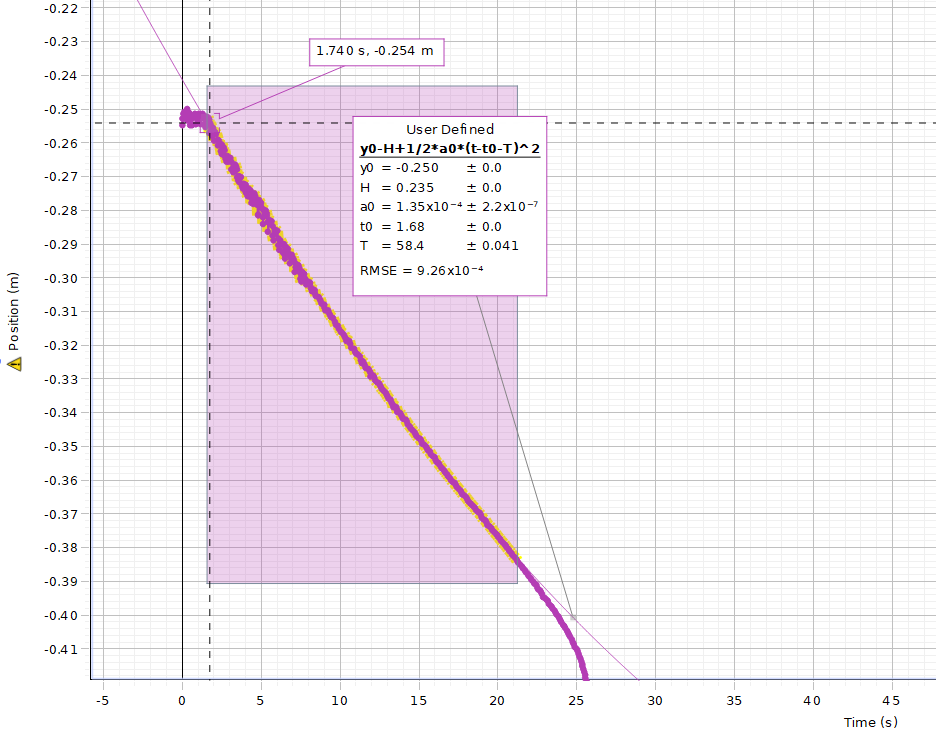 -0.22
-0.23
-0.24
-0.25
-0.26
-0.27
-0.28
-0.29
-0.30
-0.31
-0.32
-0.33
-0.34
-0.35
-0.36
-0.37
-0.38
-0.39
-0.40
-0.41
Position (m)
1.740 s, -0.254 m
User Defined
y0-H+1/2*a0*(t-t0-T)^2
y0 = -0.250 ± 0.0
H = 0.235 ± 0.0
a0 = 1.35x10⁻⁴ ± 2.2x10⁻⁷
t0 = 1.68 ± 0.0
T = 58.4 ± 0.041
RMSE = 9.26x10⁻⁴
-5 0 5 10 15 20 25 30 35 40 45
Time (s)